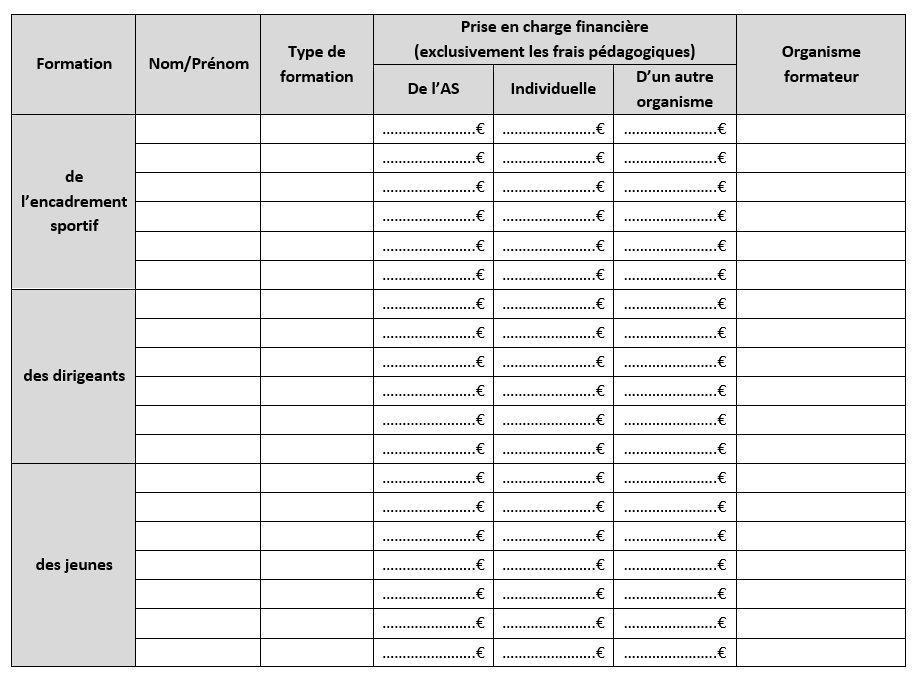 Formation
Nom/Prénom
Type de
formation
Prise en charge financière
(exclusivement les frais pédagogiques)
De l’AS
Individuelle
D’un autre
organisme
Organisme
formateur
de
l’encadrement
sportif
........................€ ........................€ ........................€
........................€ ........................€ ........................€
........................€ ........................€ ........................€
........................€ ........................€ ........................€
........................€ ........................€ ........................€
........................€ ........................€ ........................€
des dirigeants
........................€ ........................€ ........................€
........................€ ........................€ ........................€
........................€ ........................€ ........................€
........................€ ........................€ ........................€
........................€ ........................€ ........................€
........................€ ........................€ ........................€
des jeunes
........................€ ........................€ ........................€
........................€ ........................€ ........................€
........................€ ........................€ ........................€
........................€ ........................€ ........................€
........................€ ........................€ ........................€
........................€ ........................€ ........................€
........................€ ........................€ ........................€